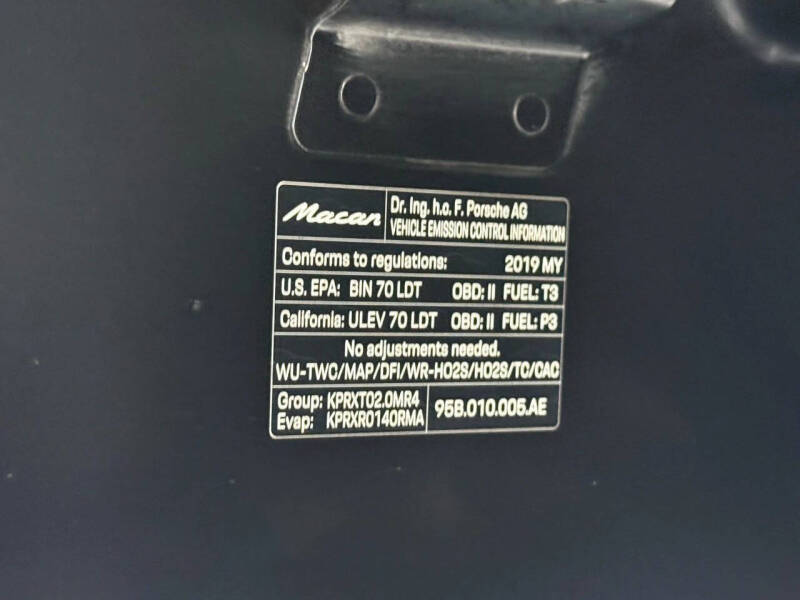 Macan
Dr. Ing. h.c. F. Porsche AG
VEHICLE EMISSION CONTROL INFORMATION
Conforms to regulations: 2019 MY
U.S. EPA: BIN 70 LDT OBD: II FUEL: T3
California: ULEV 70 LDT OBD: II FUEL: P3
No adjustments needed.
WU-TWC/MAP/DFI/WR-HO2S/HO2S/TC/CAC
Group: KPRXT02.0MR4
Evap: KPRXR0140RMA
95B.010.005.AE